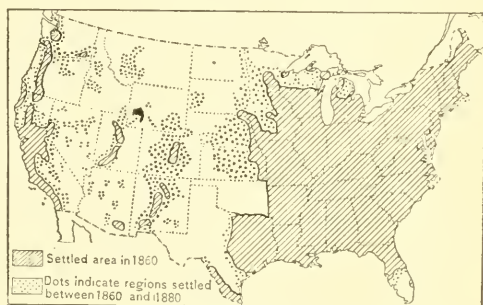 Settled area in 1860
Dots indicate regions settled
between 1860 and 1880